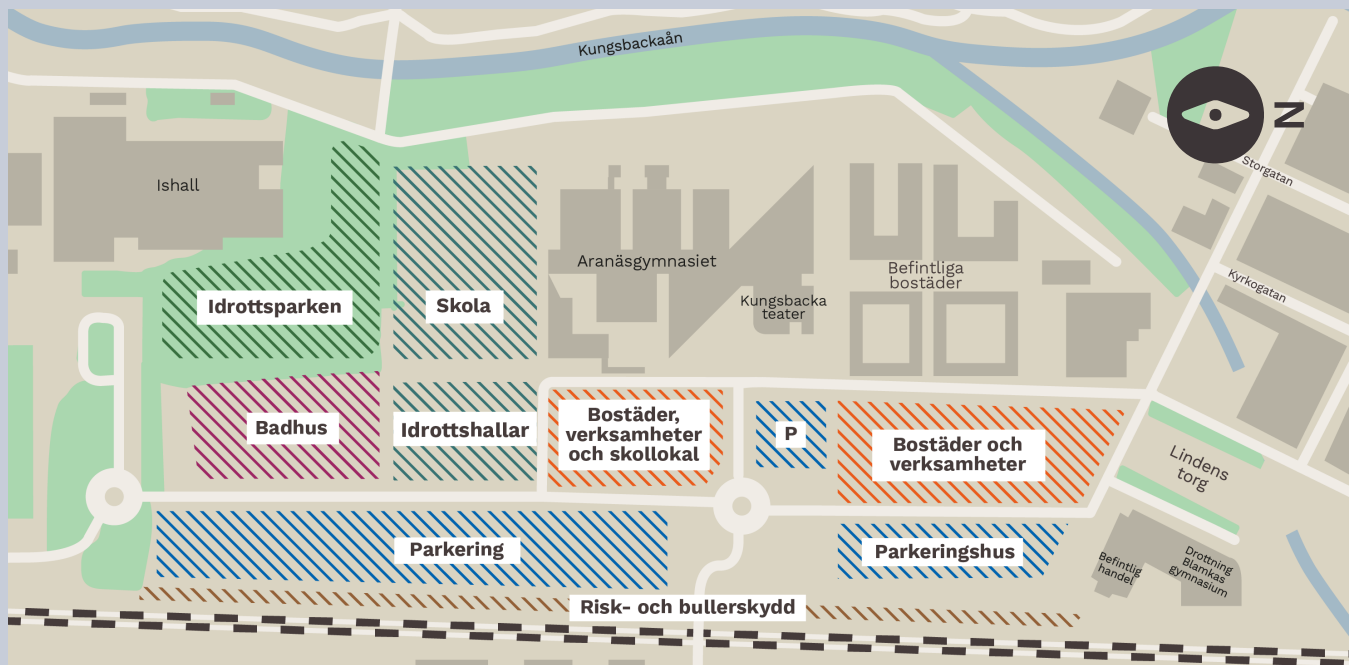 Kungsbackaån
N
Storgatan
Ishall
Aranäsgymnasiet
Befintliga
bostäder
Kyrkogatan
Kungsbacka
teater
Idrottsparken
Skola
Badhus
Idrottshallar
Bostäder,
verksamheter
och skollokal
P
Bostäder och
verksamheter
Lindens
torg
Parkering
Parkeringshus
Befintlig
handel
Drottning
Blamkas
gymnasium
Risk- och bullerskydd